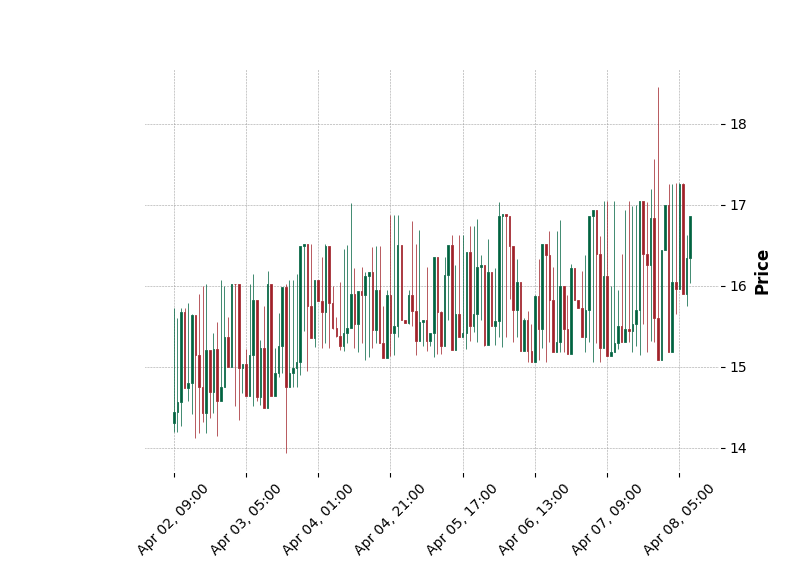 18
17
16
15
14
Price
Apr 02, 09:00
Apr 03, 05:00
Apr 04, 01:00
Apr 04, 21:00
Apr 05, 17:00
Apr 06, 13:00
Apr 07, 09:00
Apr 08, 05:00